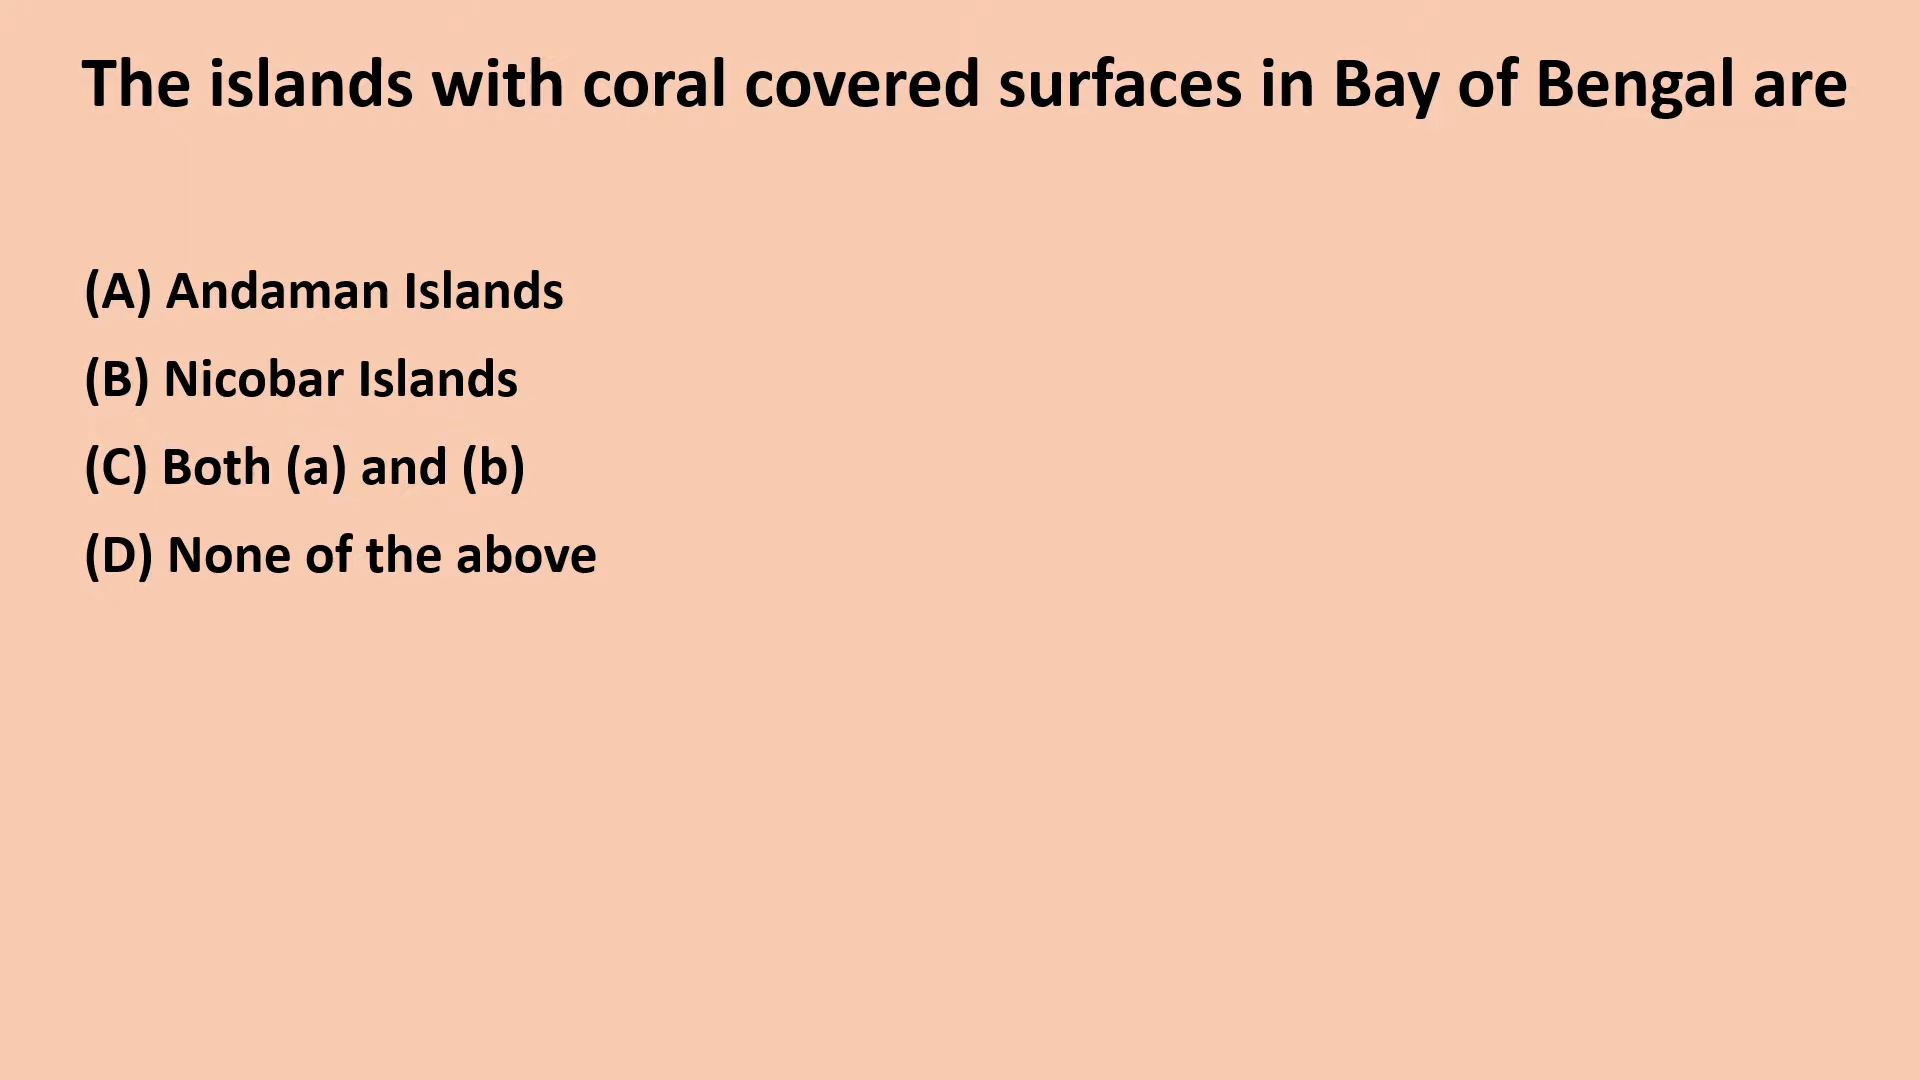 The islands with coral covered surfaces in Bay of Bengal are
(A) Andaman Islands
(B) Nicobar Islands
(C) Both (a) and (b)
(D) None of the above